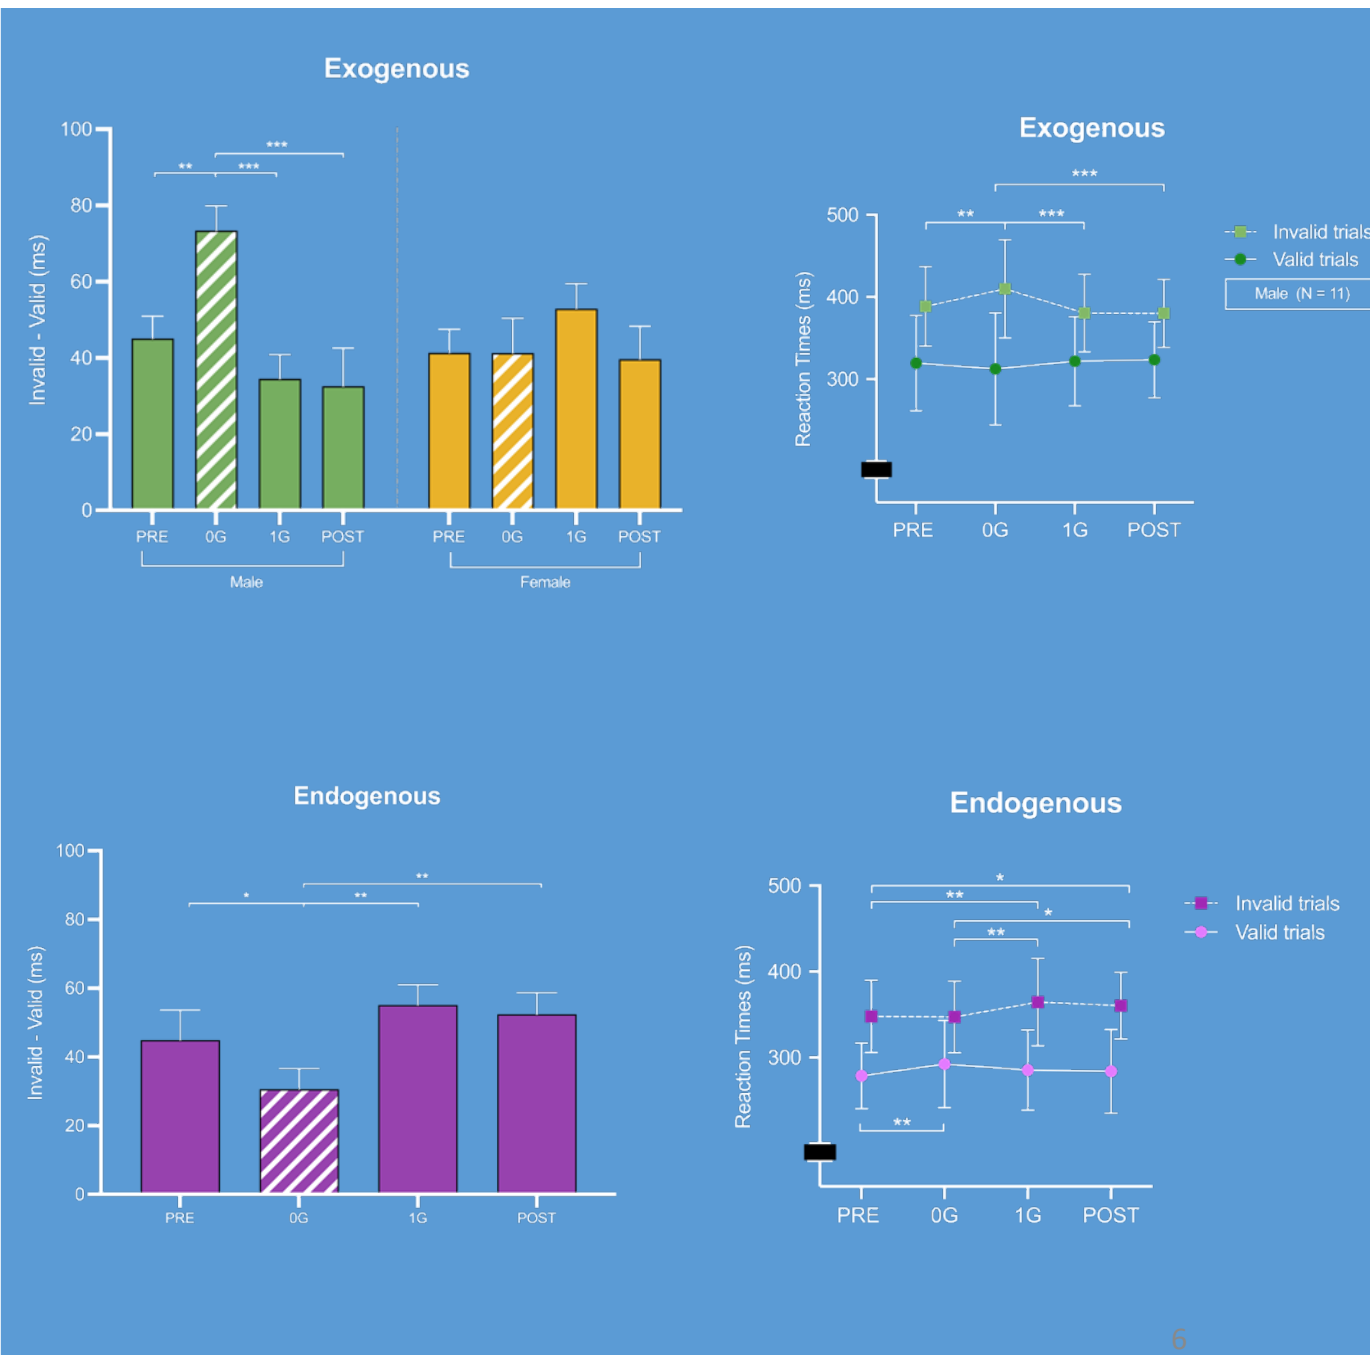 Exogenous
100
80
60
40
20
0
Invalid - Valid (ms)
** ***
***
PRE 0G 1G POST PRE 0G 1G POST
Male Female
Exogenous
500
400
300
Reaction Times (ms)
***
** ***
PRE 0G 1G POST
Invalid trials
Valid trials
Male (N = 11)
Endogenous
100
80
60
40
20
0
Invalid - Valid (ms)
**
* **
PRE 0G 1G POST
Endogenous
500
400
300
Reaction Times (ms)
*
**
*
**
**
PRE 0G 1G POST
Invalid trials
Valid trials
6